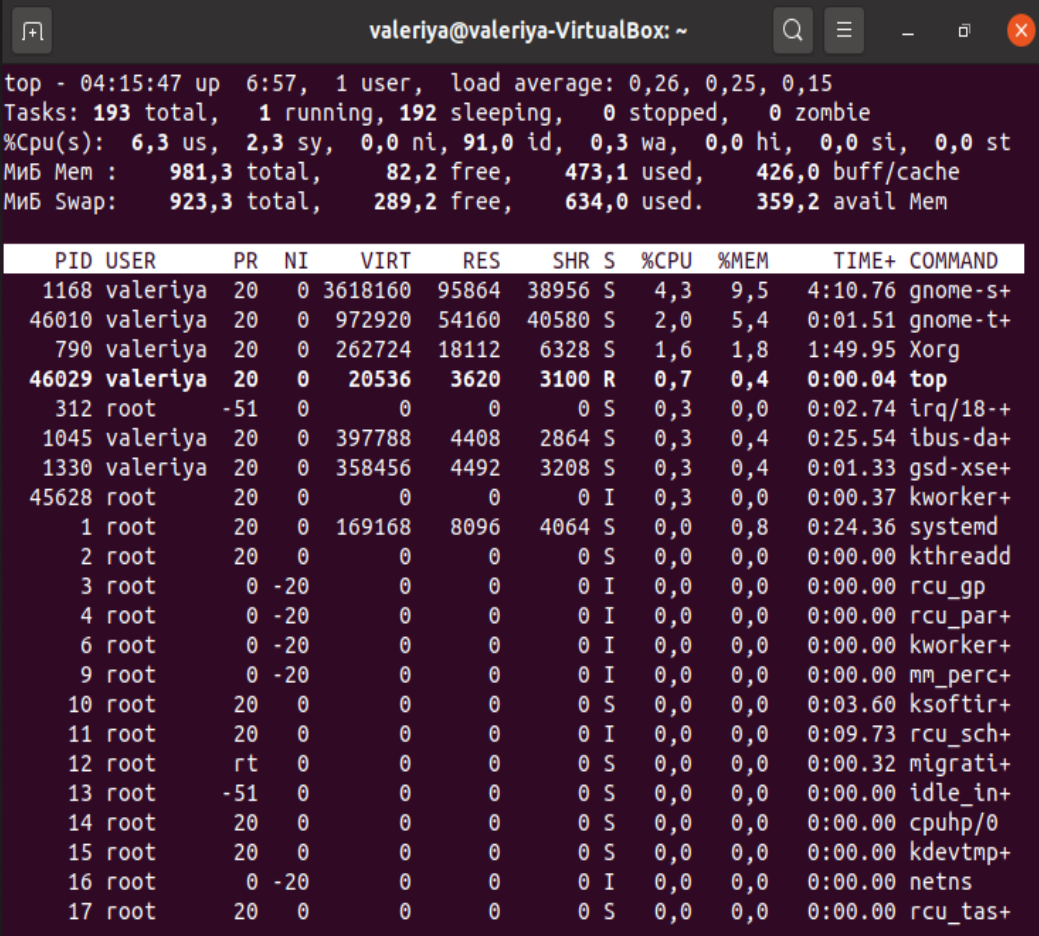 valeriya@valeriya-VirtualBox: ~
top - 04:15:47 up  6:57,  1 user,  load average: 0,26, 0,25, 0,15
Tasks: 193 total,   1 running, 192 sleeping,   0 stopped,   0 zombie
%Cpu(s):  6,3 us,  2,3 sy,  0,0 ni, 91,0 id,  0,3 wa,  0,0 hi,  0,0 si,  0,0 st
МиБ Mem :    981,3 total,     82,2 free,    473,1 used,    426,0 buff/cache
МиБ Swap:    923,3 total,    289,2 free,    634,0 used.    359,2 avail Mem
PID USER      PR  NI    VIRT    RES    SHR S  %CPU  %MEM     TIME+ COMMAND
1168 valeriya  20   0 3618160  95864  38956 S   4,3   9,5   4:10.76 gnome-s+
46010 valeriya  20   0  972920  54160  40580 S   2,0   5,4   0:01.51 gnome-t+
790 valeriya  20   0  262724  18112   6328 S   1,6   1,8   1:49.95 Xorg
46029 valeriya  20   0   20536   3620   3100 R   0,7   0,4   0:00.04 top
312 root     -51   0       0      0      0 S   0,3   0,0   0:02.74 irq/18-+
1045 valeriya  20   0  397788   4408   2864 S   0,3   0,4   0:25.54 ibus-da+
1330 valeriya  20   0  358456   4492   3208 S   0,3   0,4   0:01.33 gsd-xse+
45628 root      20   0       0      0      0 I   0,3   0,0   0:00.37 kworker+
1 root      20   0  169168   8096   4064 S   0,0   0,8   0:24.36 systemd
2 root      20   0       0      0      0 S   0,0   0,0   0:00.00 kthreadd
3 root       0 -20       0      0      0 I   0,0   0,0   0:00.00 rcu_gp
4 root       0 -20       0      0      0 I   0,0   0,0   0:00.00 rcu_par+
6 root       0 -20       0      0      0 I   0,0   0,0   0:00.00 kworker+
9 root       0 -20       0      0      0 I   0,0   0,0   0:00.00 mm_perc+
10 root      20   0       0      0      0 S   0,0   0,0   0:03.60 ksoftir+
11 root      20   0       0      0      0 I   0,0   0,0   0:09.73 rcu_sch+
12 root      rt   0       0      0      0 S   0,0   0,0   0:00.32 migrati+
13 root     -51   0       0      0      0 S   0,0   0,0   0:00.00 idle_in+
14 root      20   0       0      0      0 S   0,0   0,0   0:00.00 cpuhp/0
15 root      20   0       0      0      0 S   0,0   0,0   0:00.00 kdevtmp+
16 root       0 -20       0      0      0 I   0,0   0,0   0:00.00 netns
17 root      20   0       0      0      0 S   0,0   0,0   0:00.00 rcu_tas+